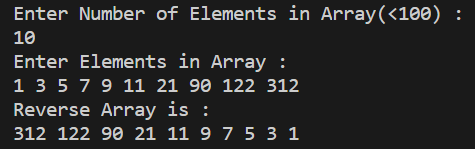 Enter Number of Elements in Array(<100) :
10
Enter Elements in Array :
1 3 5 7 9 11 21 90 122 312
Reverse Array is :
312 122 90 21 11 9 7 5 3 1